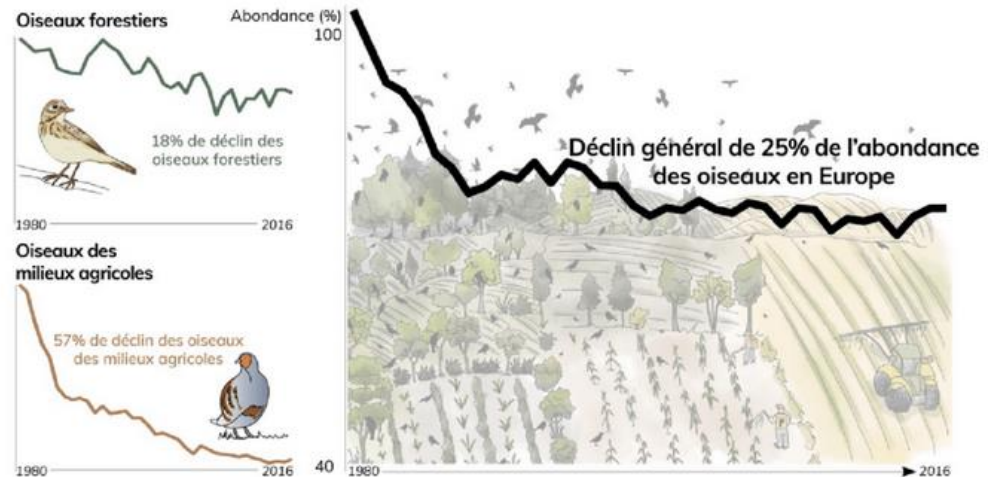 Oiseaux forestiers
18% de déclin des
oiseaux forestiers
1980
2016
Oiseaux des
milieux agricoles
57% de déclin des oiseaux
des milieux agricoles
1980
2016
Abondance (%)
100
Déclin général de 25% de l'abondance
des oiseaux en Europe
40
1980
2016